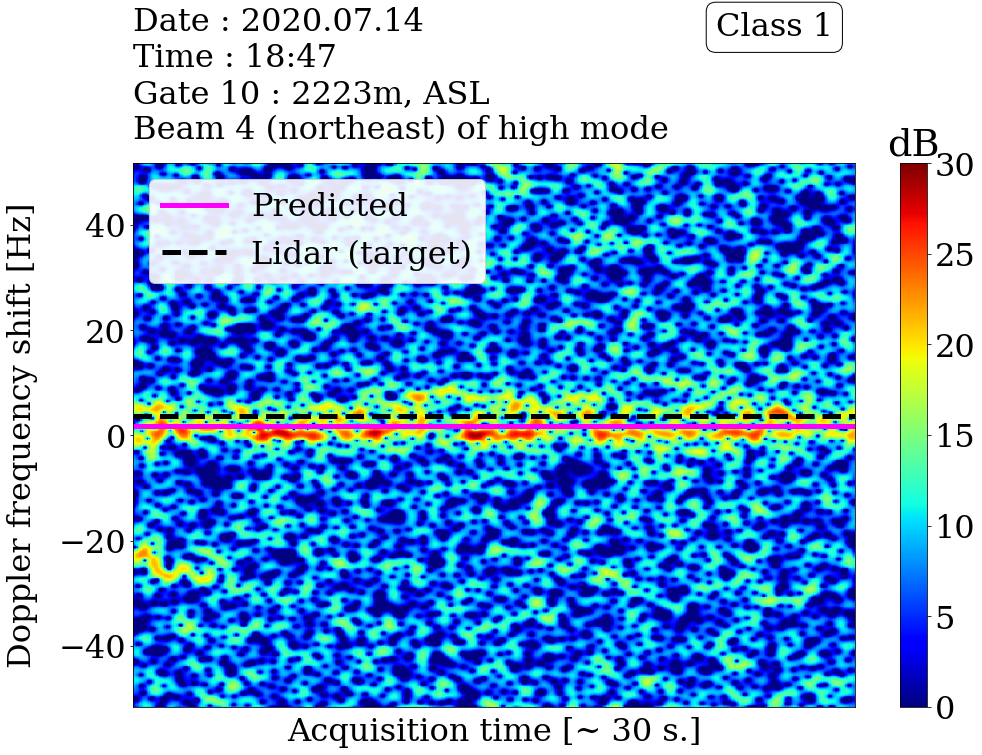 Date : 2020.07.14
Time : 18:47
Gate 10 : 2223m, ASL
Beam 4 (northeast) of high mode
Class 1
dB
Predicted
Lidar (target)
Doppler frequency shift [Hz]
40
20
0
−20
−40
Acquisition time [~ 30 s.]
30
25
20
15
10
5
0